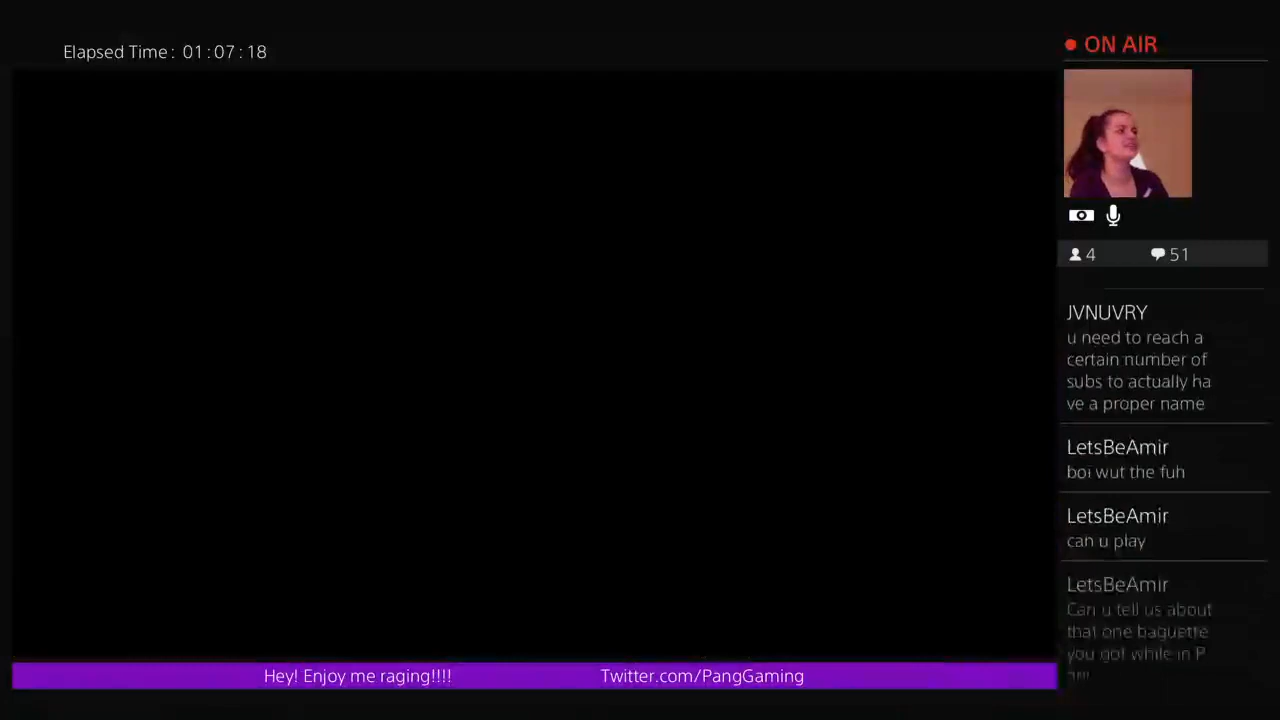 Elapsed Time: 01:07:18
ON AIR
4 51
JVNUVRY
u need to reach a
certain number of
subs to actually ha
ve a proper name
LetsBeAmir
boi wut the fuh
LetsBeAmir
can u play
LetsBeAmir
Can u tell us about
that one baguette
you got while in P
Hey! Enjoy me raging!!!! Twitter.com/PangGaming